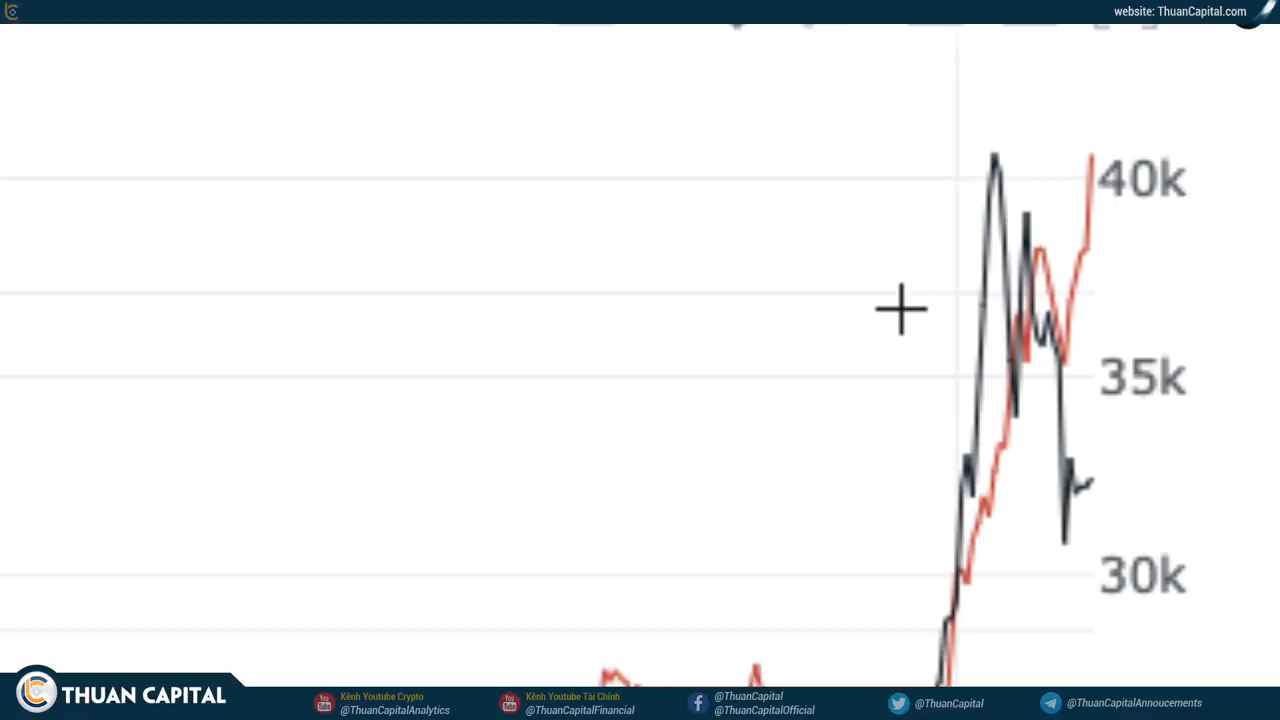 website: ThuanCapital.com
40k
35k
30k
THUAN CAPITAL
Kênh Youtube Crypto
@ThuanCapitalAnalytics
Kênh Youtube Tài Chính
@ThuanCapitalFinancial
@ThuanCapital
@ThuanCapitalOfficial
@ThuanCapital
@ThuanCapitalAnnoucements